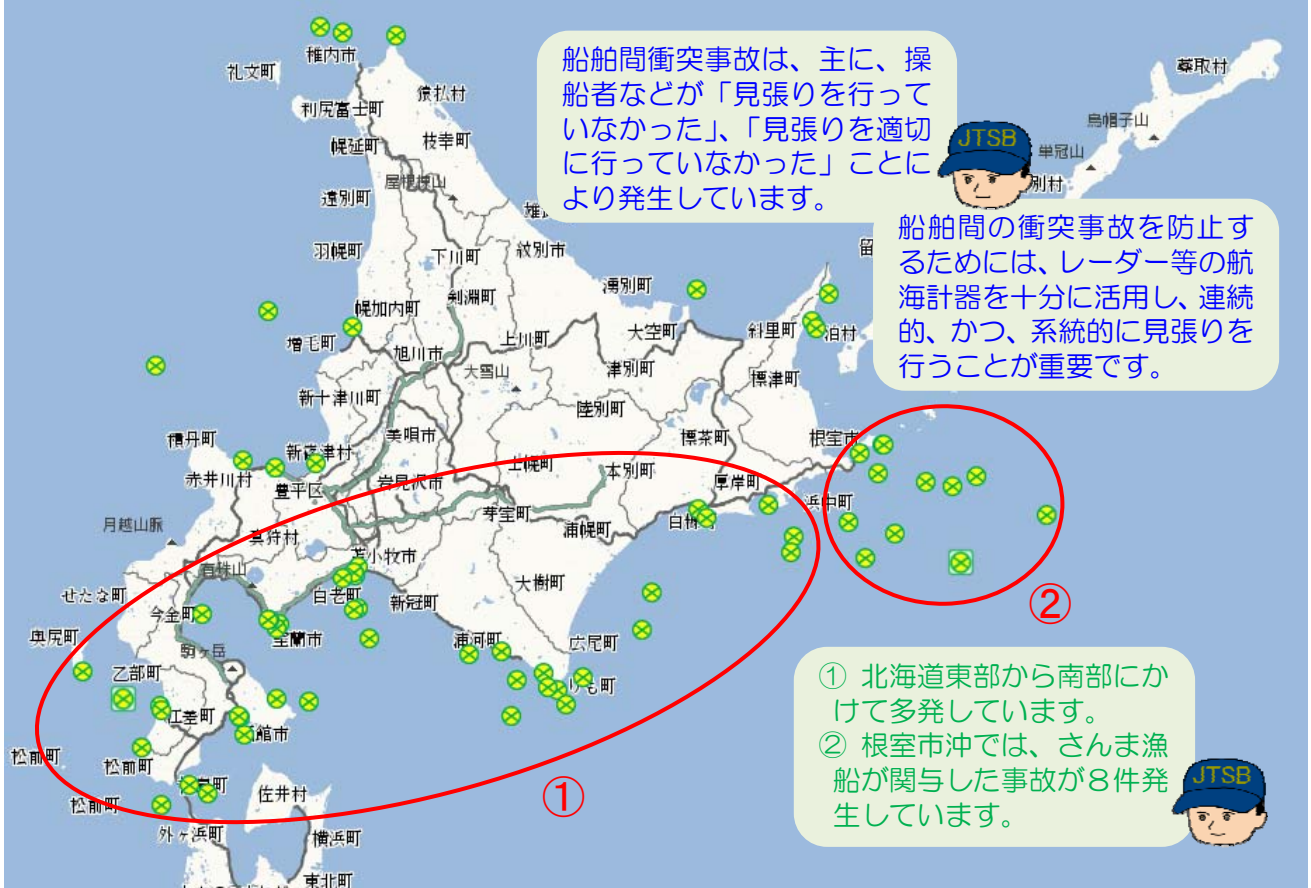 稚内市
礼文町
猿払村
利尻富士町
幌延町
枝幸町
遠別町
羽幌町
下川町
紋別市
剣淵町
幌加内町
湧別町
増毛町
旭川市
上川町
大空町
斜里町
泊村
大雪山
津別町
標津町
新十津川町
陸別町
積丹町
美唄市
標茶町
根室市
新篠津村
赤井川村
士幌町
本別町
岩見沢市
豊平区
厚岸町
浜中町
月越山脈
芽室町
真狩村
浦幌町
苫小牧市
有珠山
大樹町
せたな町
白老町
新冠町
今金町
室蘭市
奥尻町
浦河町
広尾町
駒ヶ岳
乙部町
江差町
松前町
松前町
松前町
佐井村
外ヶ浜町
横浜町
東北町
蘂取村
烏帽子山
単冠山
別村
船舶間衝突事故は、主に、操
船者などが「見張りを行って
いなかった」、「見張りを適切
に行っていなかった」ことに
より発生しています。
JTSB
船舶間の衝突事故を防止す
るためには、レーダー等の航
海計器を十分に活用し、連続
的、かつ、系統的に見張りを
行うことが重要です。
①
②
① 北海道東部から南部にか
けて多発しています。
② 根室市沖では、さんま漁
船が関与した事故が8件発
生しています。
JTSB